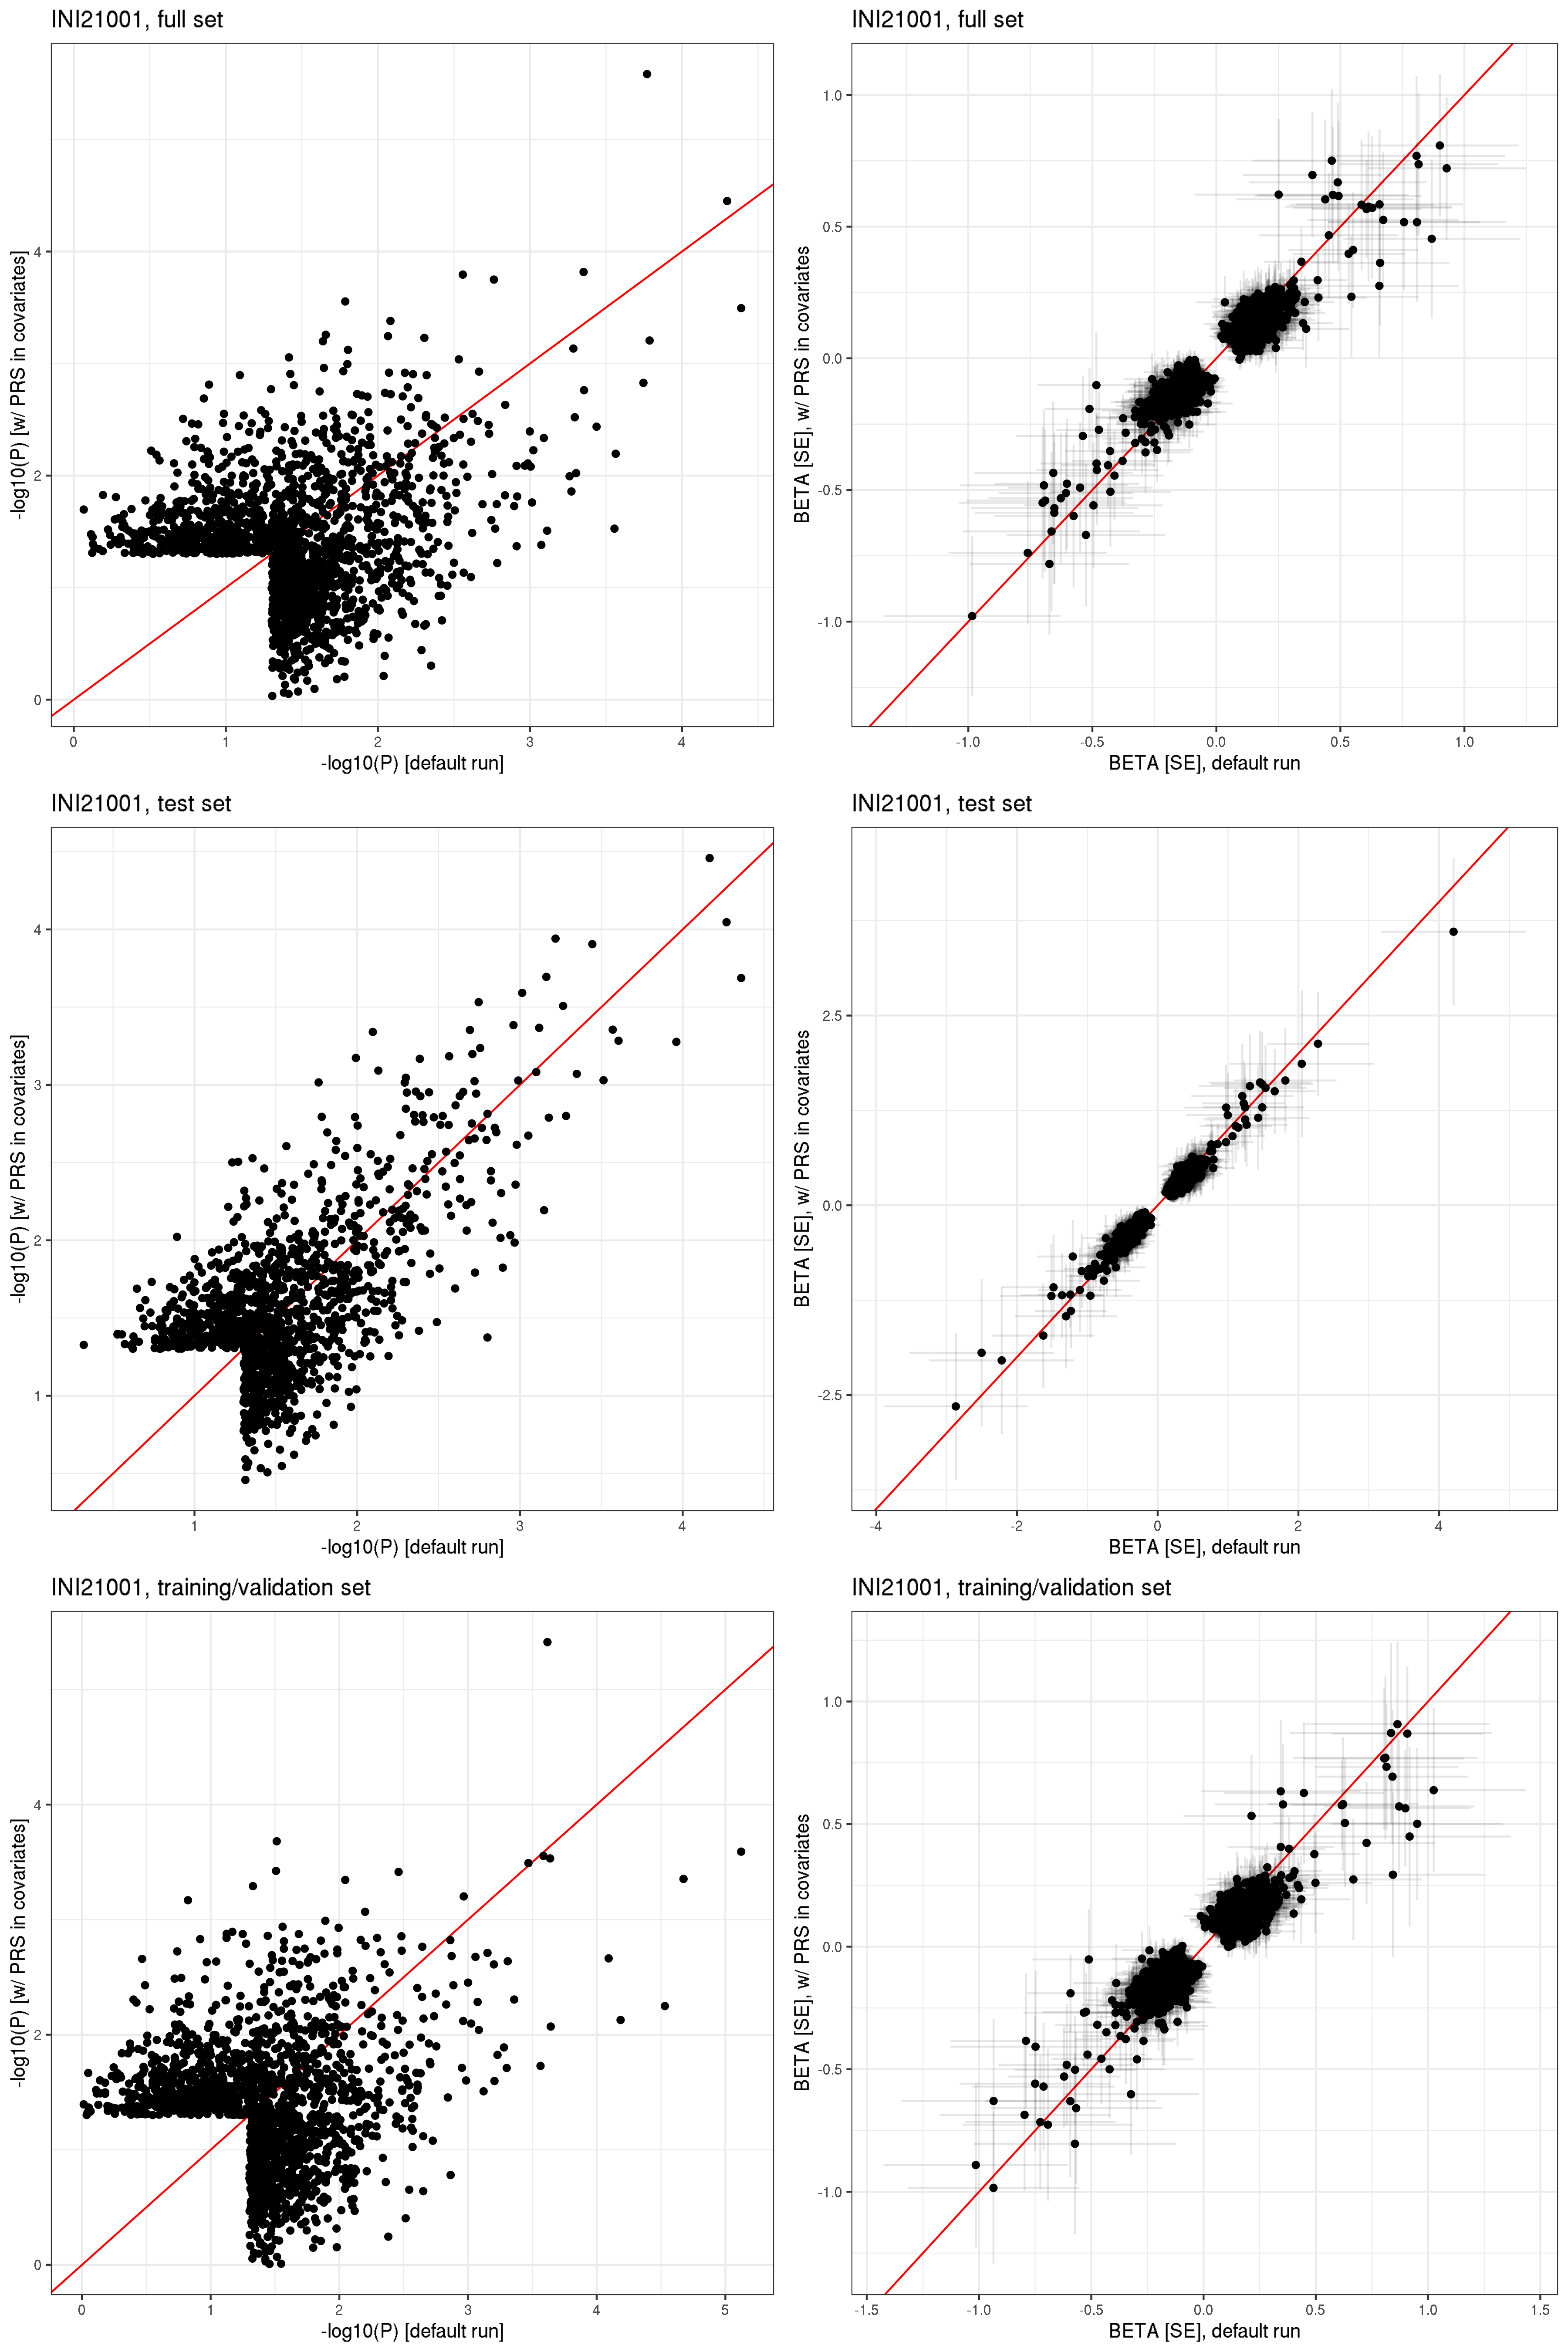 INI21001, full set
-log10(P) [w/ PRS in covariates]
4
2
0
0 1 2 3 4
-log10(P) [default run]
INI21001, full set
BETA [SE], w/ PRS in covariates
1.0
0.5
0.0
-0.5
-1.0
-1.0 -0.5 0.0 0.5 1.0
BETA [SE], default run
INI21001, test set
-log10(P) [w/ PRS in covariates]
4
3
2
1
1 2 3 4
-log10(P) [default run]
INI21001, test set
BETA [SE], w/ PRS in covariates
2.5
0.0
-2.5
-4 -2 0 2 4
BETA [SE], default run
INI21001, training/validation set
-log10(P) [w/ PRS in covariates]
4
2
0
0 1 2 3 4 5
-log10(P) [default run]
INI21001, training/validation set
BETA [SE], w/ PRS in covariates
1.0
0.5
0.0
-0.5
-1.0
-1.5 -1.0 -0.5 0.0 0.5 1.0 1.5
BETA [SE], default run